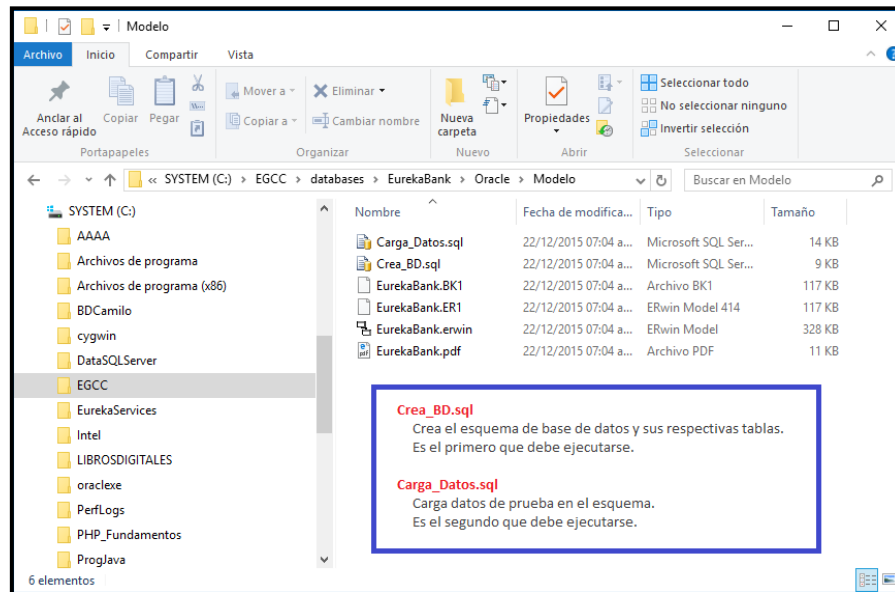 Modelo
Archivo Inicio Compartir Vista
Anclar al Acceso rápido
Copiar
Pegar
Portapapeles
Mover a
Copiar a
Eliminar
Cambiar nombre
Organizar
Nueva carpeta
Nuevo
Propiedades
Abrir
Seleccionar todo
No seleccionar ninguno
Invertir selección
Seleccionar
« SYSTEM (C:) > EGCC > databases > EurekaBank > Oracle > Modelo
Buscar en Modelo
SYSTEM (C:)
AAAA
Archivos de programa
Archivos de programa (x86)
BDCamilo
cygwin
DataSQLServer
EGCC
EurekaServices
Intel
LIBROSDIGITALES
oraclexe
PerfLogs
PHP_Fundamentos
ProgJava
Nombre Fecha de modifica... Tipo Tamaño
Carga_Datos.sql 22/12/2015 07:04 a... Microsoft SQL Ser... 14 KB
Crea_BD.sql 22/12/2015 07:04 a... Microsoft SQL Ser... 9 KB
EurekaBank.BK1 22/12/2015 07:04 a... Archivo BK1 117 KB
EurekaBank.ER1 22/12/2015 07:04 a... ERwin Model 414 117 KB
EurekaBank.erwin 22/12/2015 07:04 a... ERwin Model 328 KB
EurekaBank.pdf 22/12/2015 07:04 a... Archivo PDF 11 KB
Crea_BD.sql
Crea el esquema de base de datos y sus respectivas tablas.
Es el primero que debe ejecutarse.
Carga_Datos.sql
Carga datos de prueba en el esquema.
Es el segundo que debe ejecutarse.
6 elementos